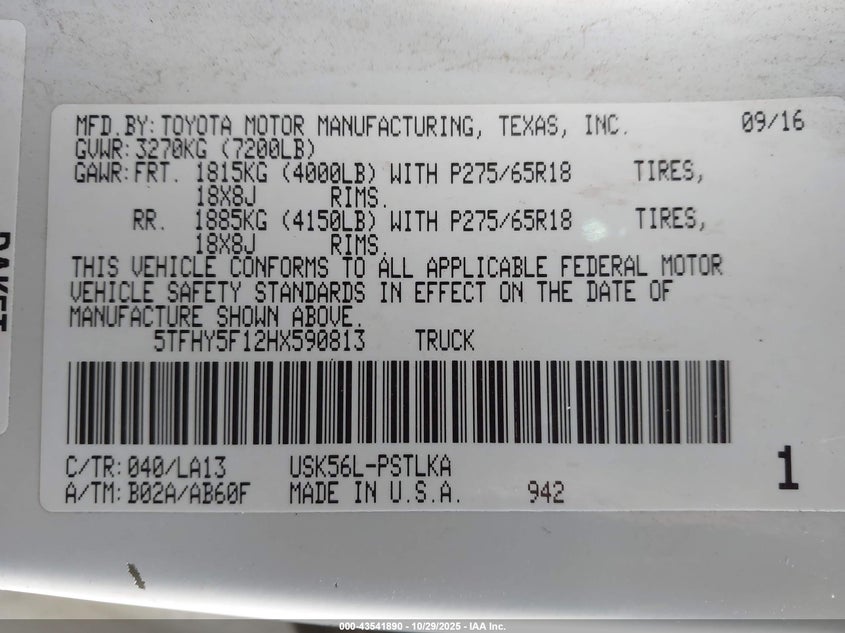 MFD.BY: TOYOTA MOTOR MANUFACTURING, TEXAS, INC. 09/16
GVWR: 3270KG (7200LB)
GAWR: FRT. 1815KG (4000LB) WITH P275/65R18 TIRES,
18X8J RIMS.
RR. 1885KG (4150LB) WITH P275/65R18 TIRES,
18X8J RIMS.
THIS VEHICLE CONFORMS TO ALL APPLICABLE FEDERAL MOTOR
VEHICLE SAFETY STANDARDS IN EFFECT ON THE DATE OF
MANUFACTURE SHOWN ABOVE.
5TFHY5F12HX590813 TRUCK
C/TR: 040/LA13 USK56L-PSTLKA
A/TM: B02A/AB60F MADE IN U.S.A. 942
1
000-43541890 - 10/29/2025 - IAA Inc.